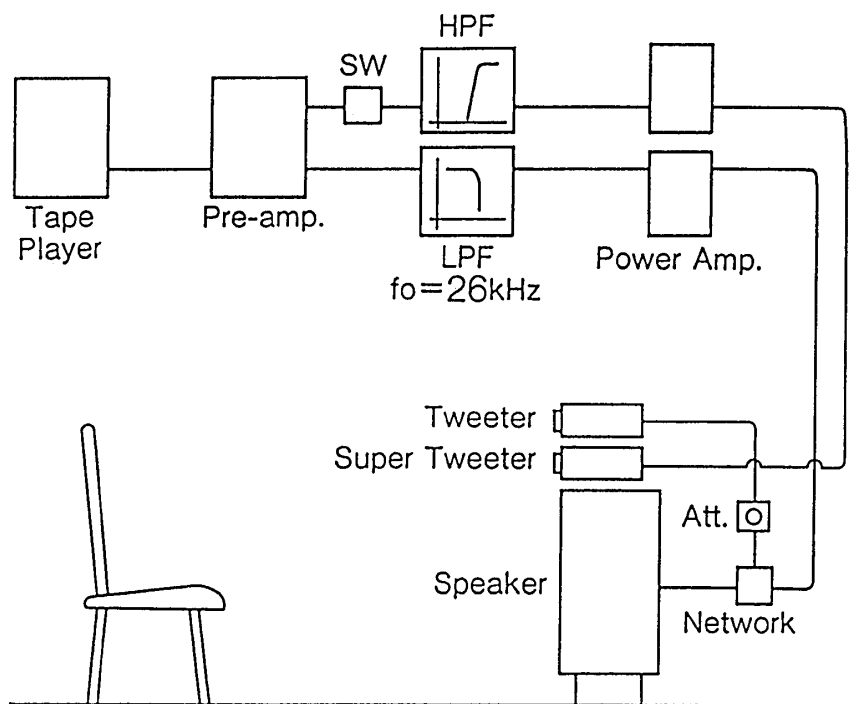 HPF
SW
Tape
Player
Pre-amp.
LPF
fo=26kHz
Power Amp.
Tweeter
Super Tweeter
Att.
Speaker
Network